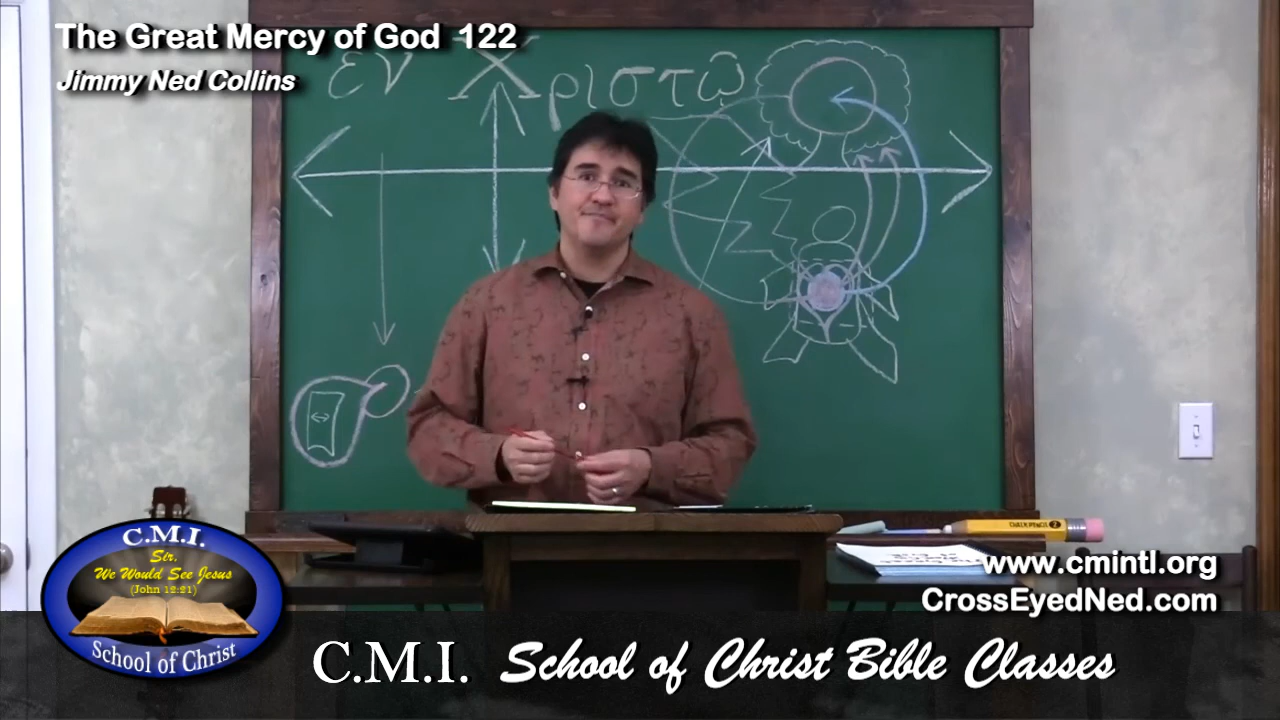 The Great Mercy of God 122
Jimmy Ned Collins
ἐν Χριστῷ
C.M.I.
Sir,
We Would See Jesus
(John 12:21)
School of Christ
www.cmintl.org
CrossEyedNed.com
C.M.I. School of Christ Bible Classes